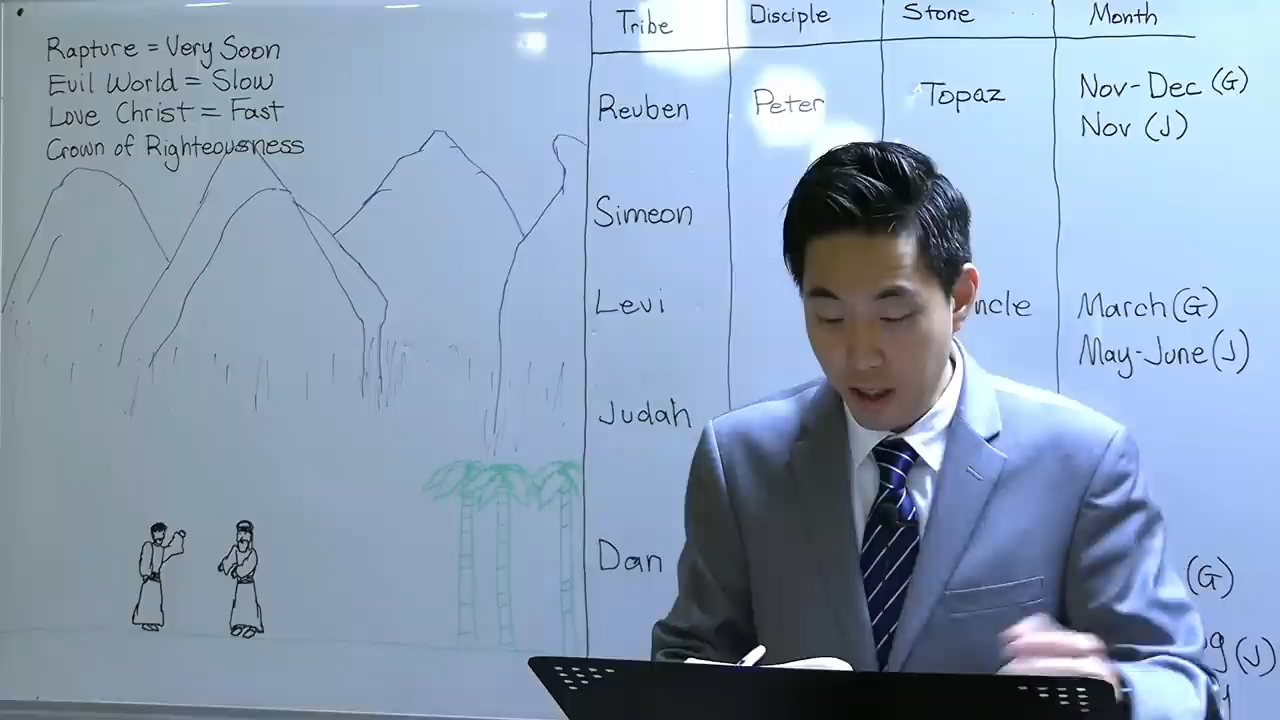 Rapture = Very Soon
Evil World = Slow
Love Christ = Fast
Crown of Righteousness
Tribe Disciple Stone Month
Reuben Peter Topaz Nov-Dec (G)
Nov (J)
Simeon
Levi ncle March (G)
May-June (J)
Judah
Dan (G)
g (J)